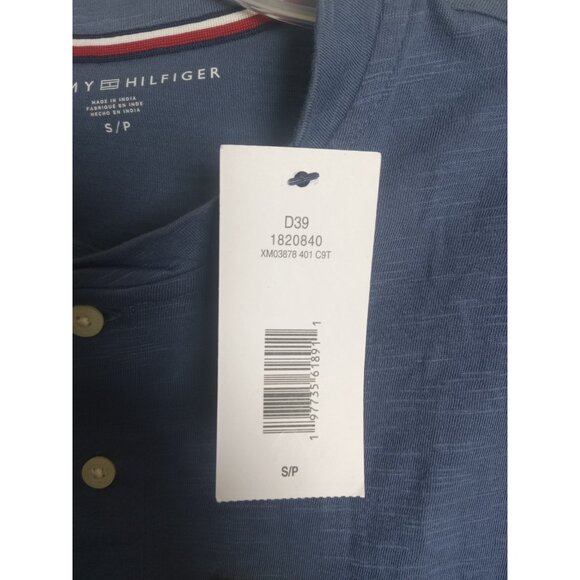 MY HILFIGER
MADE IN INDIA
FABRIQUE EN INDE
HECHO EN INDIA
S/P
D39
1820840
XM03878 401 C9T
1 97735 61891 1
S/P